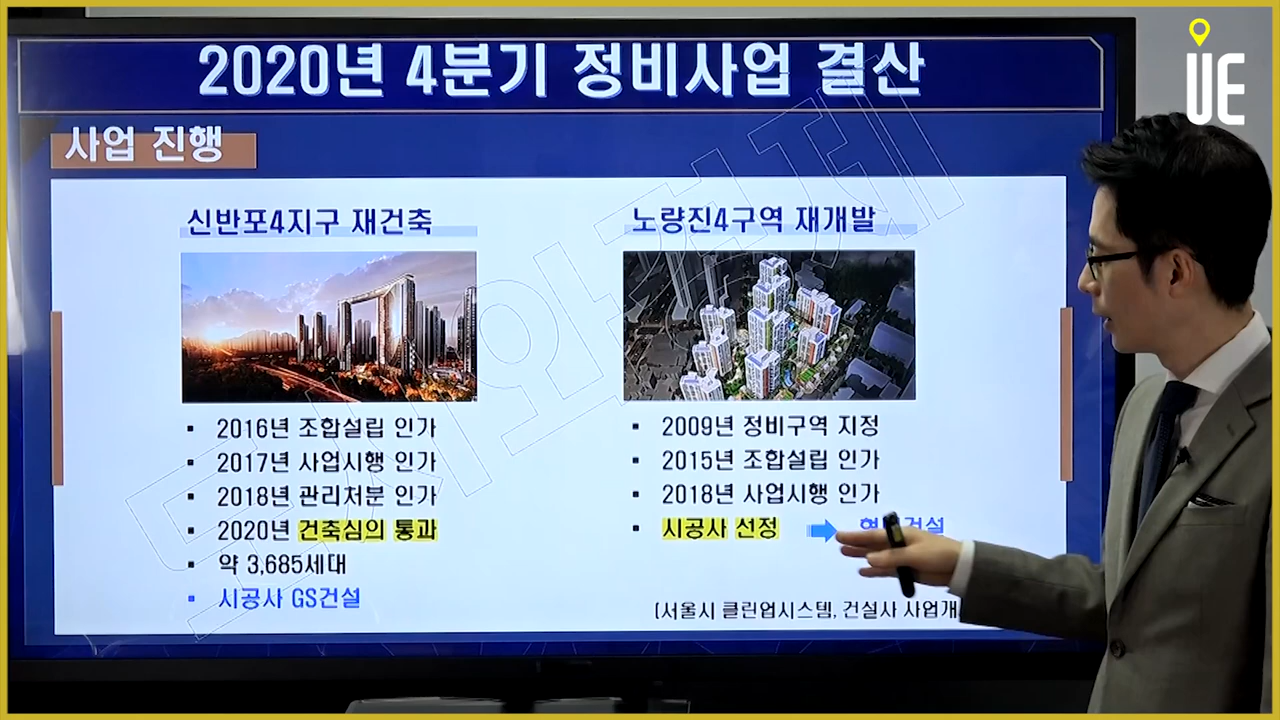 2020년 4분기 정비사업 결산
UE
사업 진행
신반포4지구 재건축
2016년 조합설립 인가
2017년 사업시행 인가
2018년 관리처분 인가
2020년 건축심의 통과
약 3,685세대
시공사 GS건설
노량진4구역 재개발
2009년 정비구역 지정
2015년 조합설립 인가
2018년 사업시행 인가
시공사 선정
(서울시 클린업시스템, 건설사 사업개
도시와경제